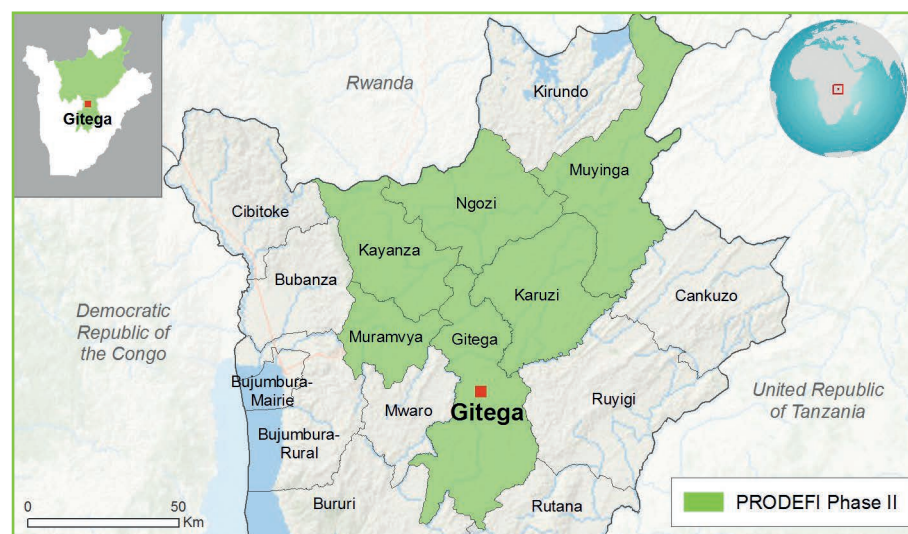 Gitega
Rwanda
Kirundo
Muyinga
Ngozi
Cibitoke
Kayanza
Bubanza
Karuzi
Cankuzo
Democratic
Republic of
the Congo
Muramvya
Gitega
Bujumbura-
Mairie
Mwaro
Gitega
Ruyigi
United Republic
of Tanzania
Bujumbura-
Rural
Bururi
Rutana
0 50
Km
PRODEFI Phase II